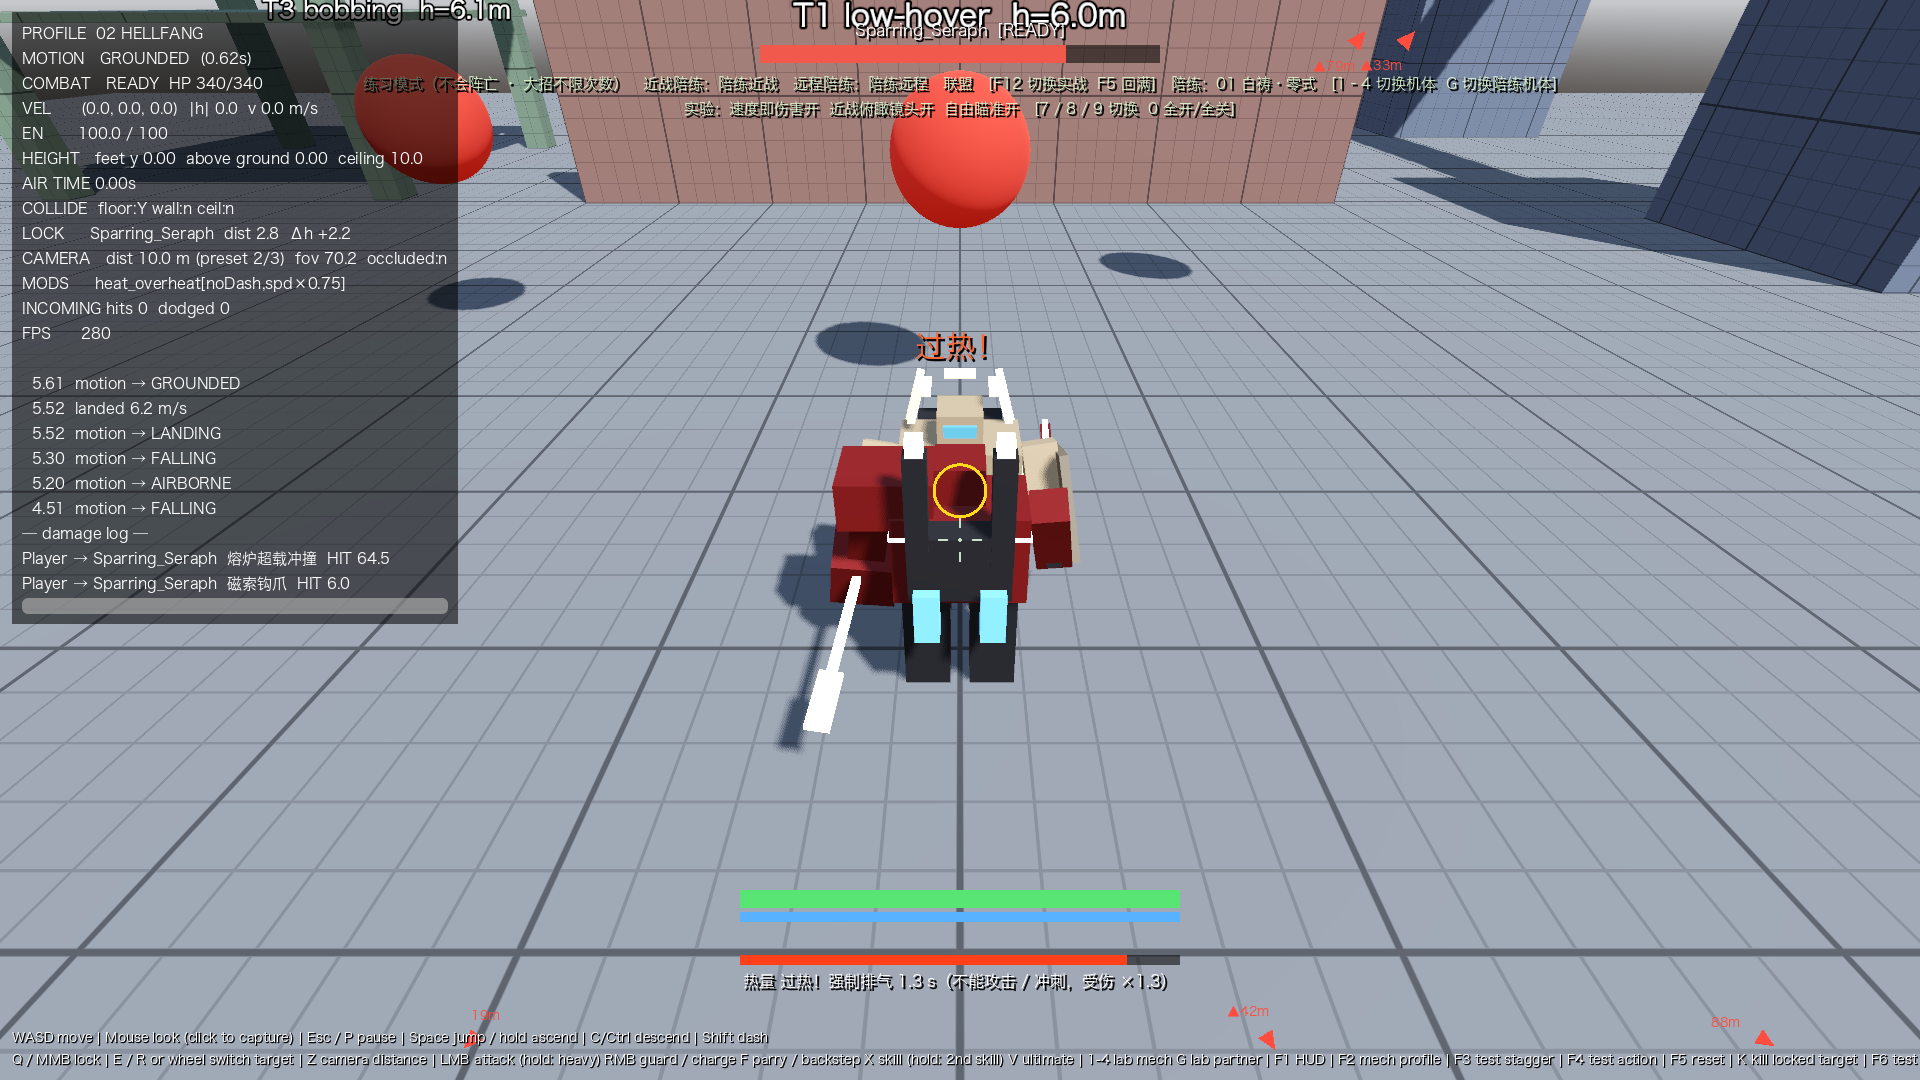 T3 bobbing h=6.1m
T1 low-hover h=6.0m
Sparring_Seraph [READY]
PROFILE 02 HELLFANG
MOTION GROUNDED (0.62s)
COMBAT READY HP 340/340
VEL (0.0, 0.0, 0.0) |h| 0.0 v 0.0 m/s
EN 100.0 / 100
HEIGHT feet y 0.00 above ground 0.00 ceiling 10.0
AIR TIME 0.00s
COLLIDE floor:Y wall:n ceil:n
LOCK Sparring_Seraph dist 2.8 Δh +2.2
CAMERA dist 10.0 m (preset 2/3) fov 70.2 occluded:n
MODS heat_overheat[noDash,spd×0.75]
INCOMING hits 0 dodged 0
FPS 280
5.61 motion → GROUNDED
5.52 landed 6.2 m/s
5.52 motion → LANDING
5.30 motion → FALLING
5.20 motion → AIRBORNE
4.51 motion → FALLING
— damage log —
Player → Sparring_Seraph 熔炉超载冲撞 HIT 64.5
Player → Sparring_Seraph 磁索钩爪 HIT 6.0
▲33m
练习模式（不会阵亡 · 大招不限次数） 近战陪练：陪练近战 远程陪练：陪练远程 联盟 [F12 切换实战 F5 回满] 陪练：01 白祷·零式 [1-4 切换机体 G 切换陪练机体]
实验：速度即伤害开 近战俯瞰镜头开 自由瞄准开 [7 / 8 / 9 切换 0 全开/全关]
过热！
热量 过热！强制排气 1.3 s（不能攻击 / 冲刺，受伤 ×1.3）
19m
▲42m
88m
WASD move | Mouse look (click to capture) | Esc / P pause | Space jump / hold ascend | C/Ctrl descend | Shift dash
Q / MMB lock | E / R or wheel switch target | Z camera distance | LMB attack (hold: heavy) RMB guard / charge F parry / backstep X skill (hold: 2nd skill) V ultimate | 1-4 lab mech G lab partner | F1 HUD | F2 mech profile | F3 test stagger | F4 test action | F5 reset | K kill locked target | F6 test